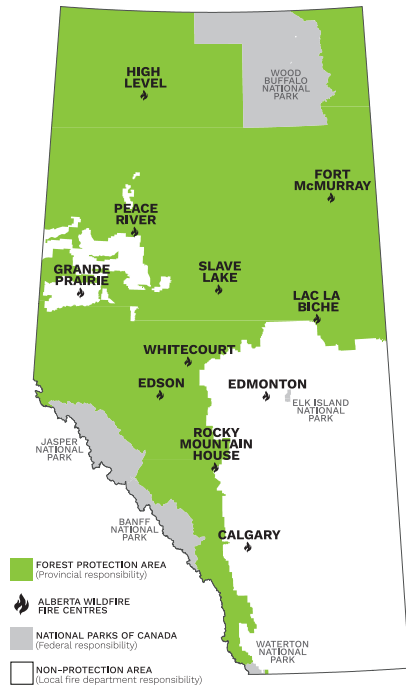 WOOD
BUFFALO
NATIONAL
PARK
HIGH
LEVEL
FORT
McMURRAY
PEACE
RIVER
GRANDE
PRAIRIE
SLAVE
LAKE
LAC LA
BICHE
WHITECOURT
EDSON
EDMONTON
ELK ISLAND
NATIONAL
PARK
JASPER
NATIONAL
PARK
ROCKY
MOUNTAIN
HOUSE
BANFF
NATIONAL
PARK
CALGARY
WATERTON
NATIONAL
PARK
FOREST PROTECTION AREA
(Provincial responsibility)
ALBERTA WILDFIRE
FIRE CENTRES
NATIONAL PARKS OF CANADA
(Federal responsibility)
NON-PROTECTION AREA
(Local fire department responsibility)